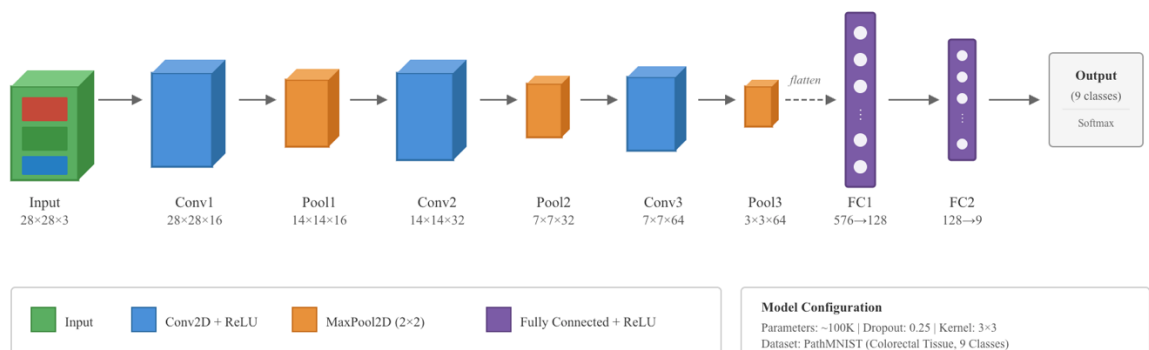 flatten
Output
(9 classes)
Softmax
⋮
⋮
Input
28×28×3
Conv1
28×28×16
Pool1
14×14×16
Conv2
14×14×32
Pool2
7×7×32
Conv3
7×7×64
Pool3
3×3×64
FC1
576→128
FC2
128→9
Input
Conv2D + ReLU
MaxPool2D (2×2)
Fully Connected + ReLU
Model Configuration
Parameters: ~100K | Dropout: 0.25 | Kernel: 3×3
Dataset: PathMNIST (Colorectal Tissue, 9 Classes)